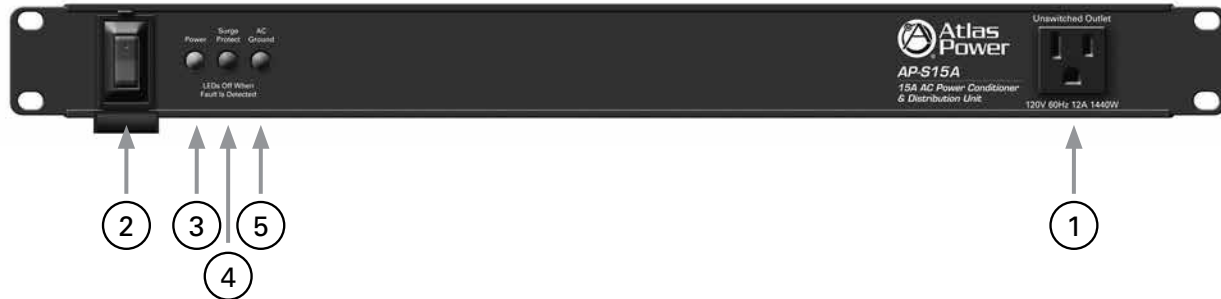 Power
Surge
Protect
AC
Ground
LEDs Off When
Fault Is Detected
Atlas
Power
AP-S15A
15A AC Power Conditioner
& Distribution Unit
Unswitched Outlet
120V 60Hz 12A 1440W
2
3
4
5
1